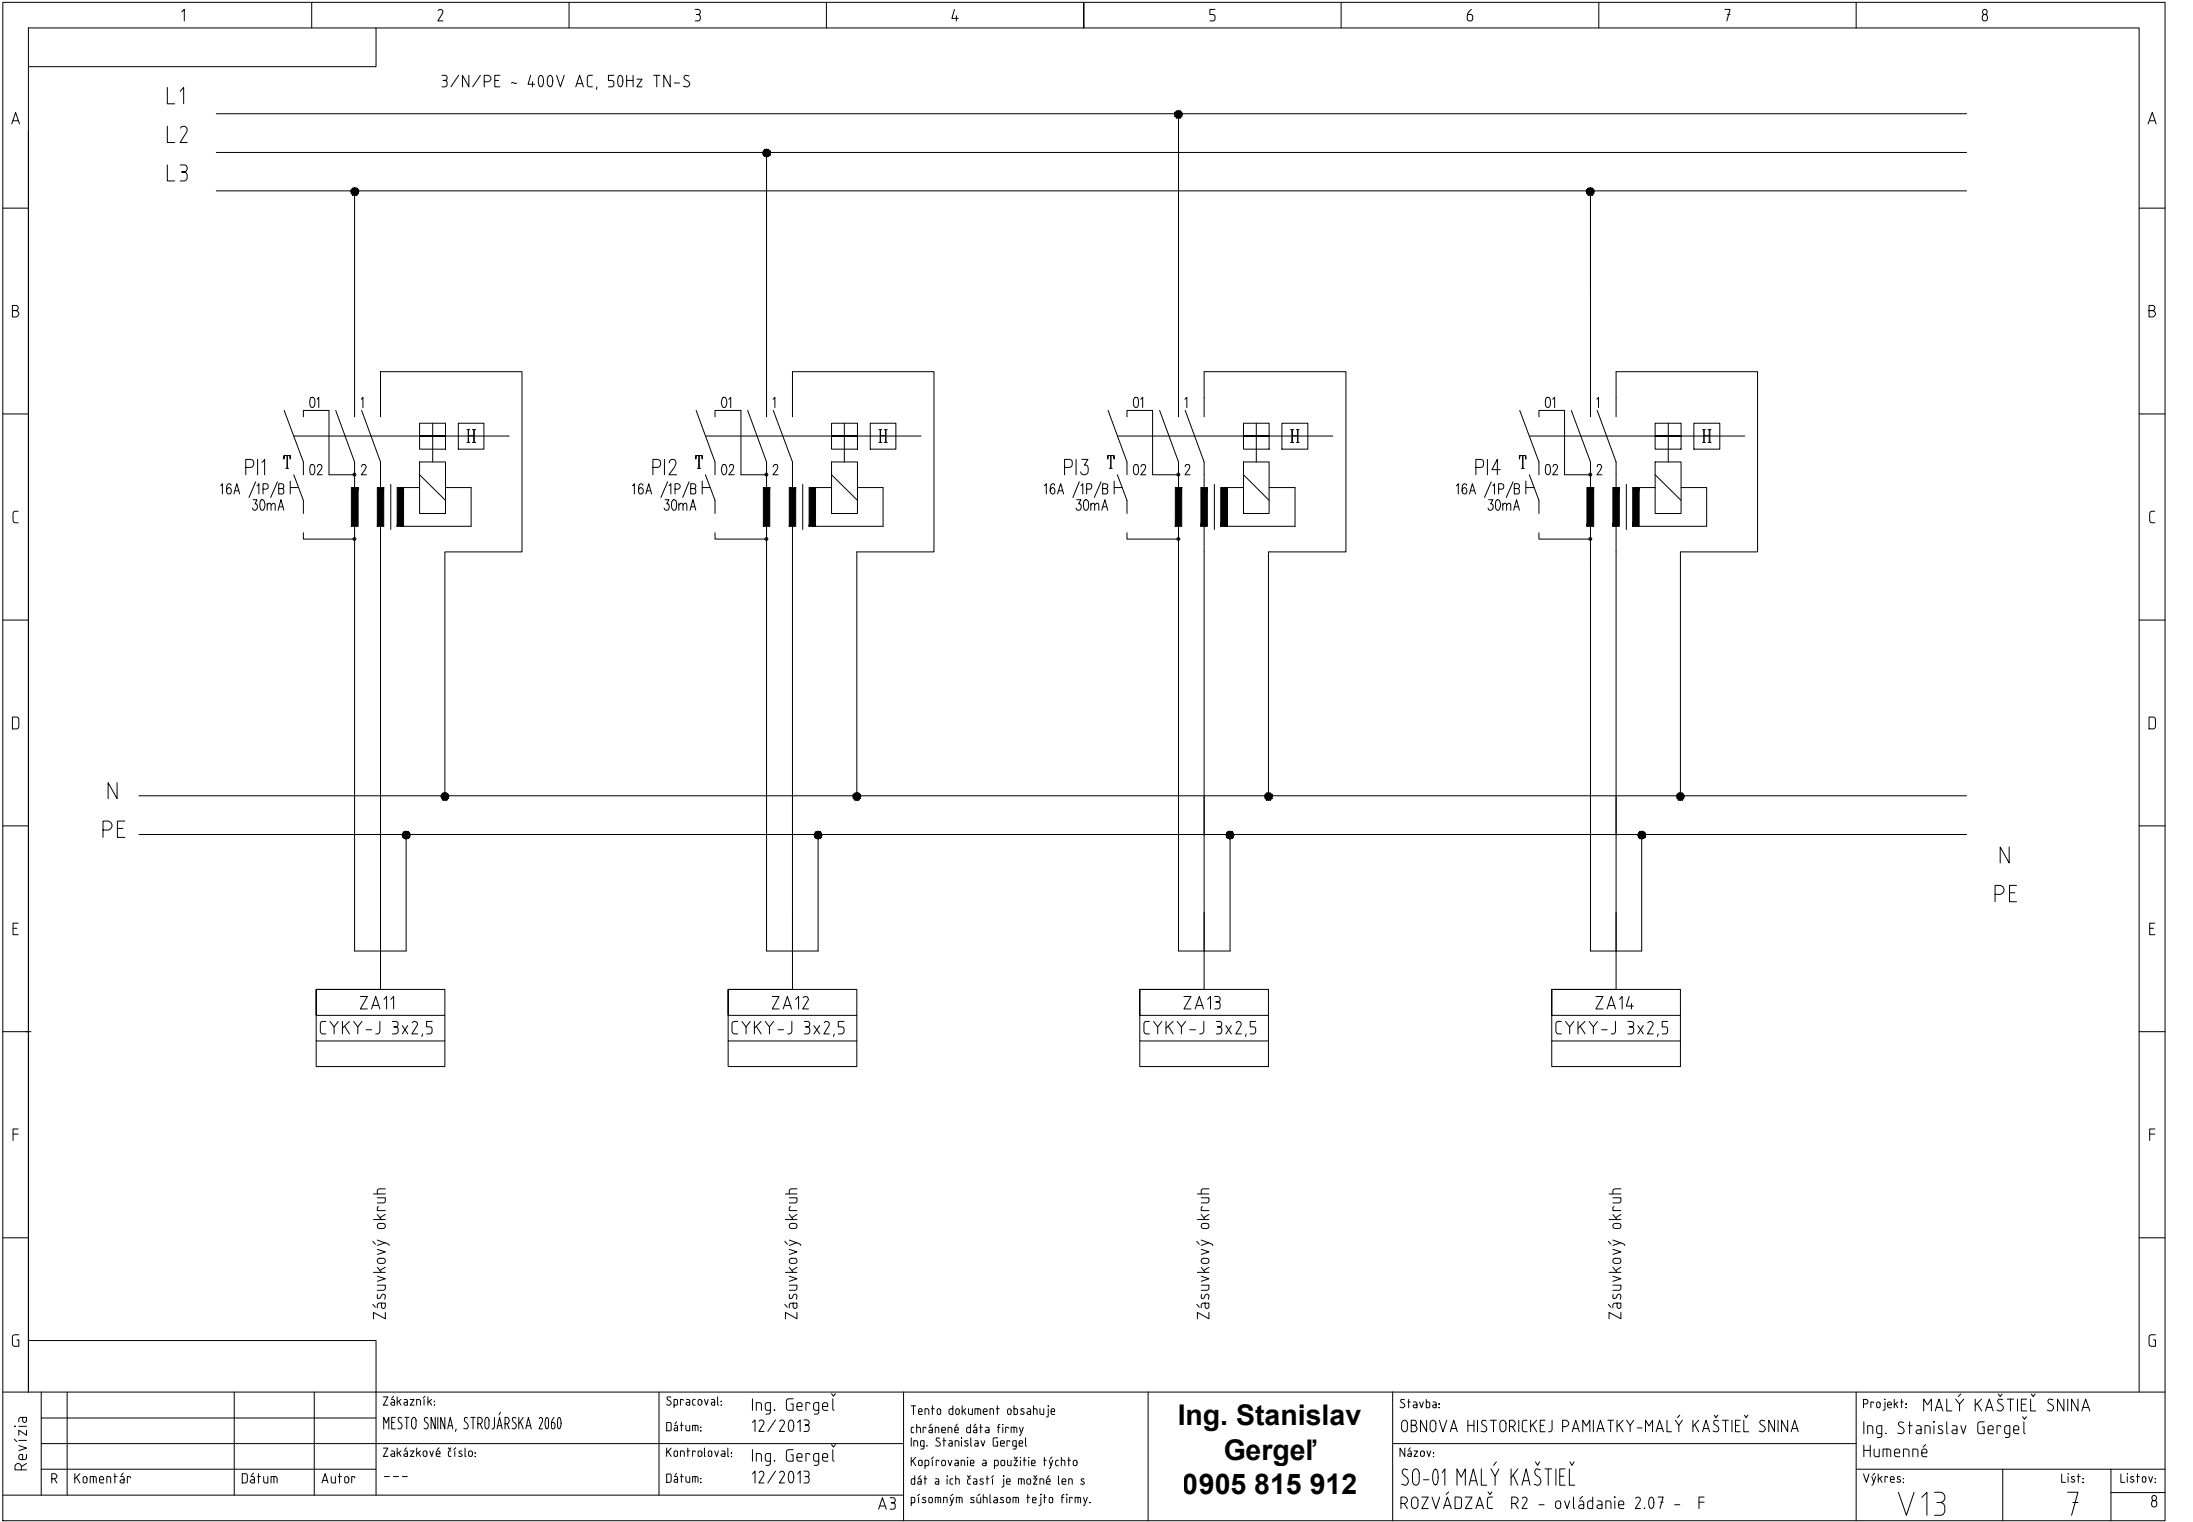 1 2 3 4 5 6 7 8
3/N/PE ~ 400V AC, 50Hz TN-S
L1
A A
L2
L3
B B
01 1 01 1 01 1 01 1
H H H H
PI1 T 02 2 PI2 T 02 2 PI3 T 02 2 PI4 T 02 2
16A /1P/B 16A /1P/B 16A /1P/B 16A /1P/B
30mA 30mA 30mA 30mA
C C
D D
N
PE
N
PE
E E
ZA11 ZA12 ZA13 ZA14
CYKY-J 3x2,5 CYKY-J 3x2,5 CYKY-J 3x2,5 CYKY-J 3x2,5
F F
Zásuvkový okruh
Zásuvkový okruh
Zásuvkový okruh
Zásuvkový okruh
G G
Revízia
R Komentár Dátum Autor
Zákazník:
MESTO SNINA, STROJÁRSKA 2060
Zakázkové číslo:
---
Spracoval: Ing. Gergeľ
Dátum: 12/2013
Kontroloval: Ing. Gergeľ
Dátum: 12/2013
A3
Tento dokument obsahuje
chránené dáta firmy
Ing. Stanislav Gergel
Kopírovanie a použitie týchto
dát a ich častí je možné len s
písomným súhlasom tejto firmy.
Ing. Stanislav
Gergeľ
0905 815 912
Stavba:
OBNOVA HISTORICKEJ PAMIATKY-MALÝ KAŠTIEĽ SNINA
Názov:
SO-01 MALÝ KAŠTIEĽ
ROZVÁDZAČ R2 - ovládanie 2.07 - F
Projekt: MALÝ KAŠTIEĽ SNINA
Ing. Stanislav Gergeľ
Humenné
Výkres: List: Listov:
V13 7 8